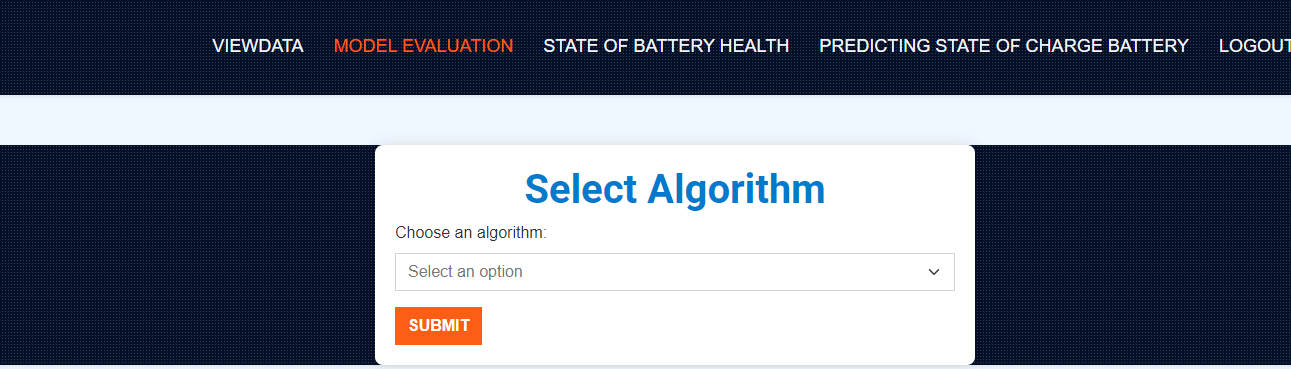 VIEWDATA MODEL EVALUATION STATE OF BATTERY HEALTH PREDICTING STATE OF CHARGE BATTERY LOGOUT
Select Algorithm
Choose an algorithm:
Select an option
SUBMIT